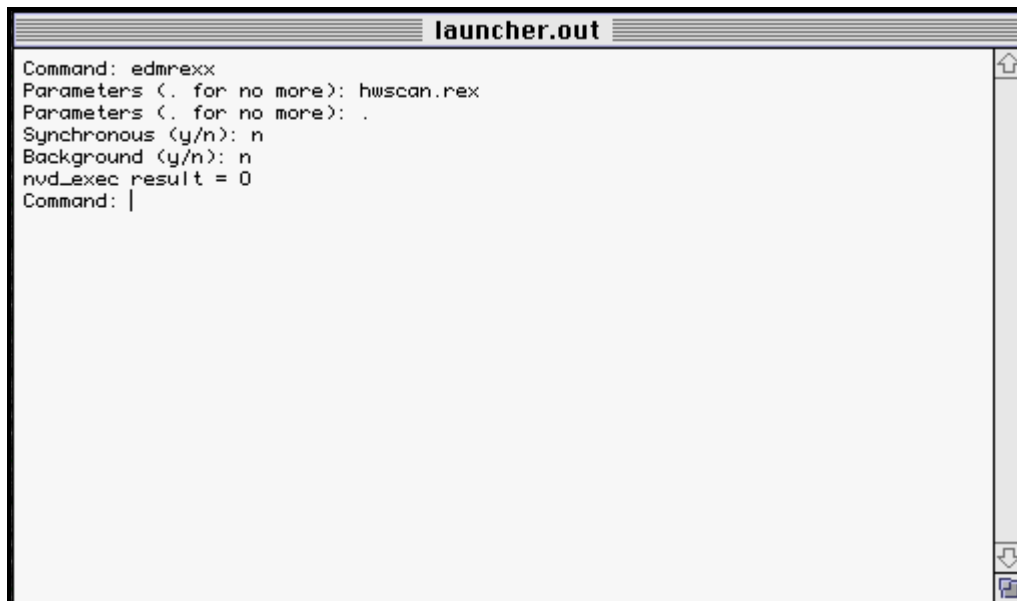 launcher.out
Command: edmrexx
Parameters (. for no more): hwscan.rex
Parameters (. for no more): .
Synchronous (y/n): n
Background (y/n): n
nvd_exec result = 0
Command: